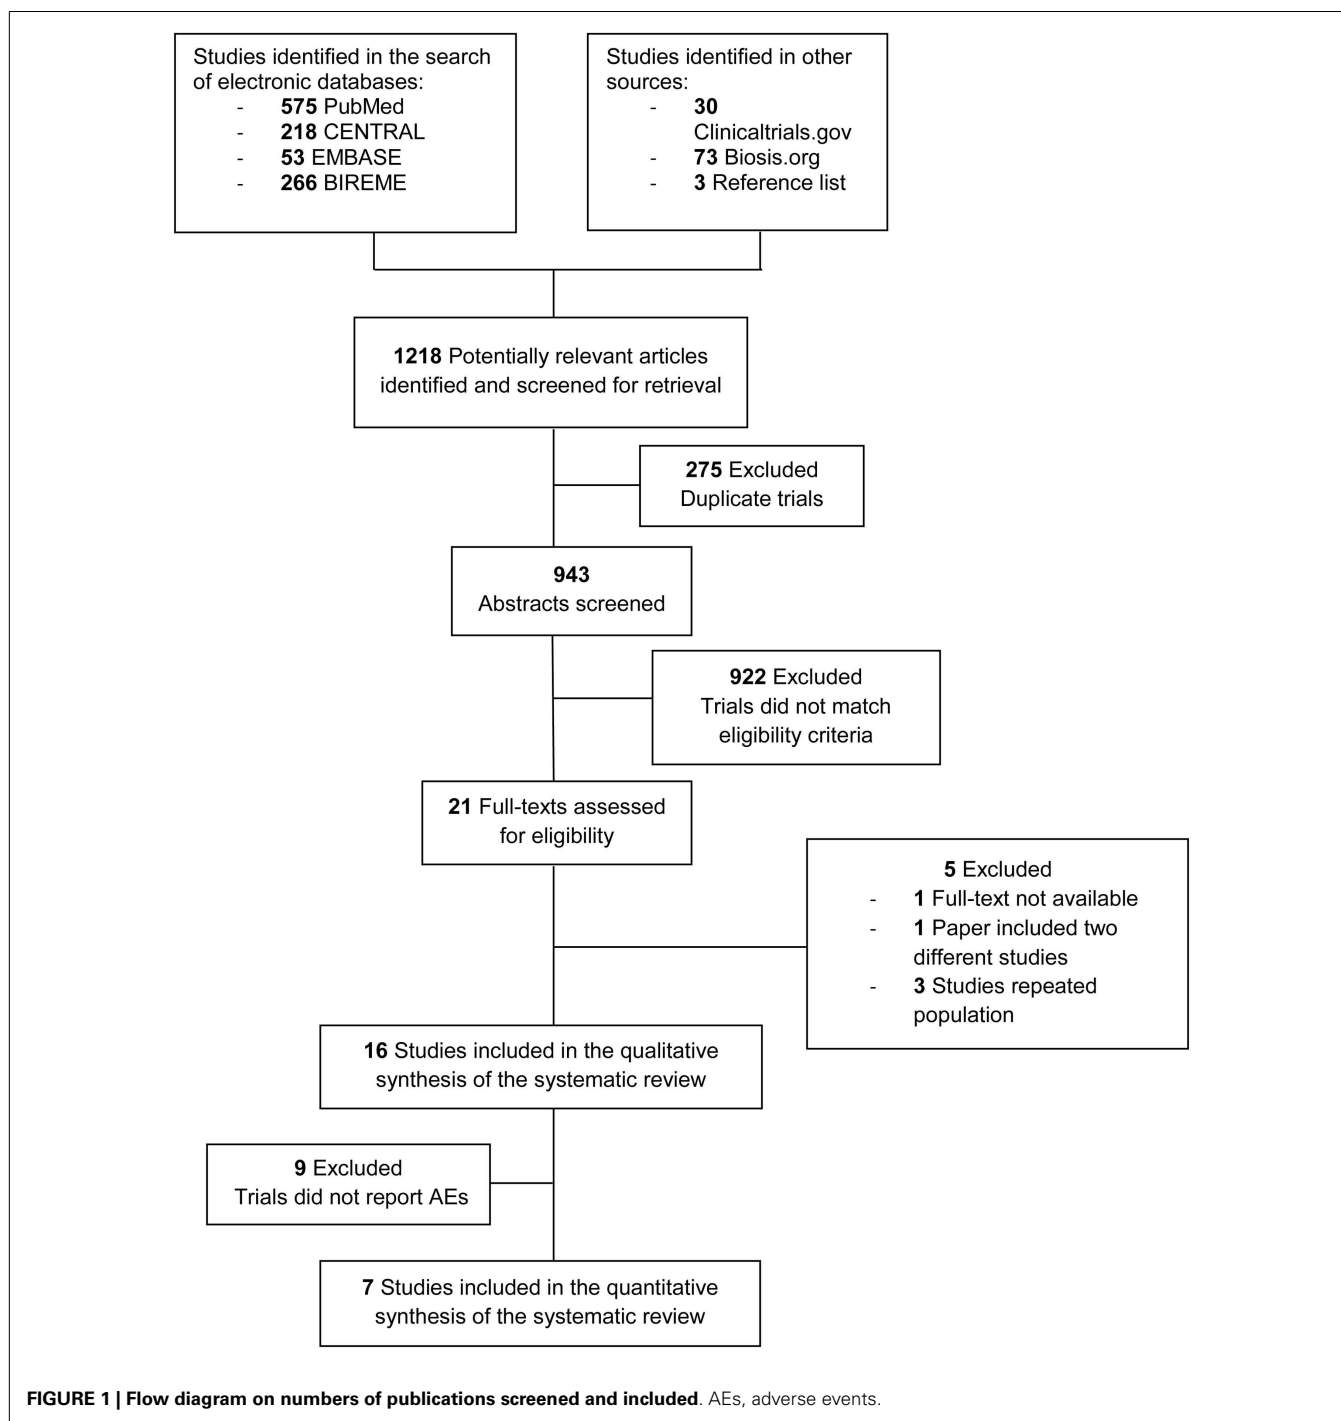 Studies identified in the search
of electronic databases:
- 575 PubMed
- 218 CENTRAL
- 53 EMBASE
- 266 BIREME
Studies identified in other
sources:
- 30
Clinicaltrials.gov
- 73 Biosis.org
- 3 Reference list
1218 Potentially relevant articles
identified and screened for retrieval
275 Excluded
Duplicate trials
943
Abstracts screened
922 Excluded
Trials did not match
eligibility criteria
21 Full-texts assessed
for eligibility
5 Excluded
- 1 Full-text not available
- 1 Paper included two
different studies
- 3 Studies repeated
population
16 Studies included in the qualitative
synthesis of the systematic review
9 Excluded
Trials did not report AEs
7 Studies included in the quantitative
synthesis of the systematic review
FIGURE 1 | Flow diagram on numbers of publications screened and included. AEs, adverse events.